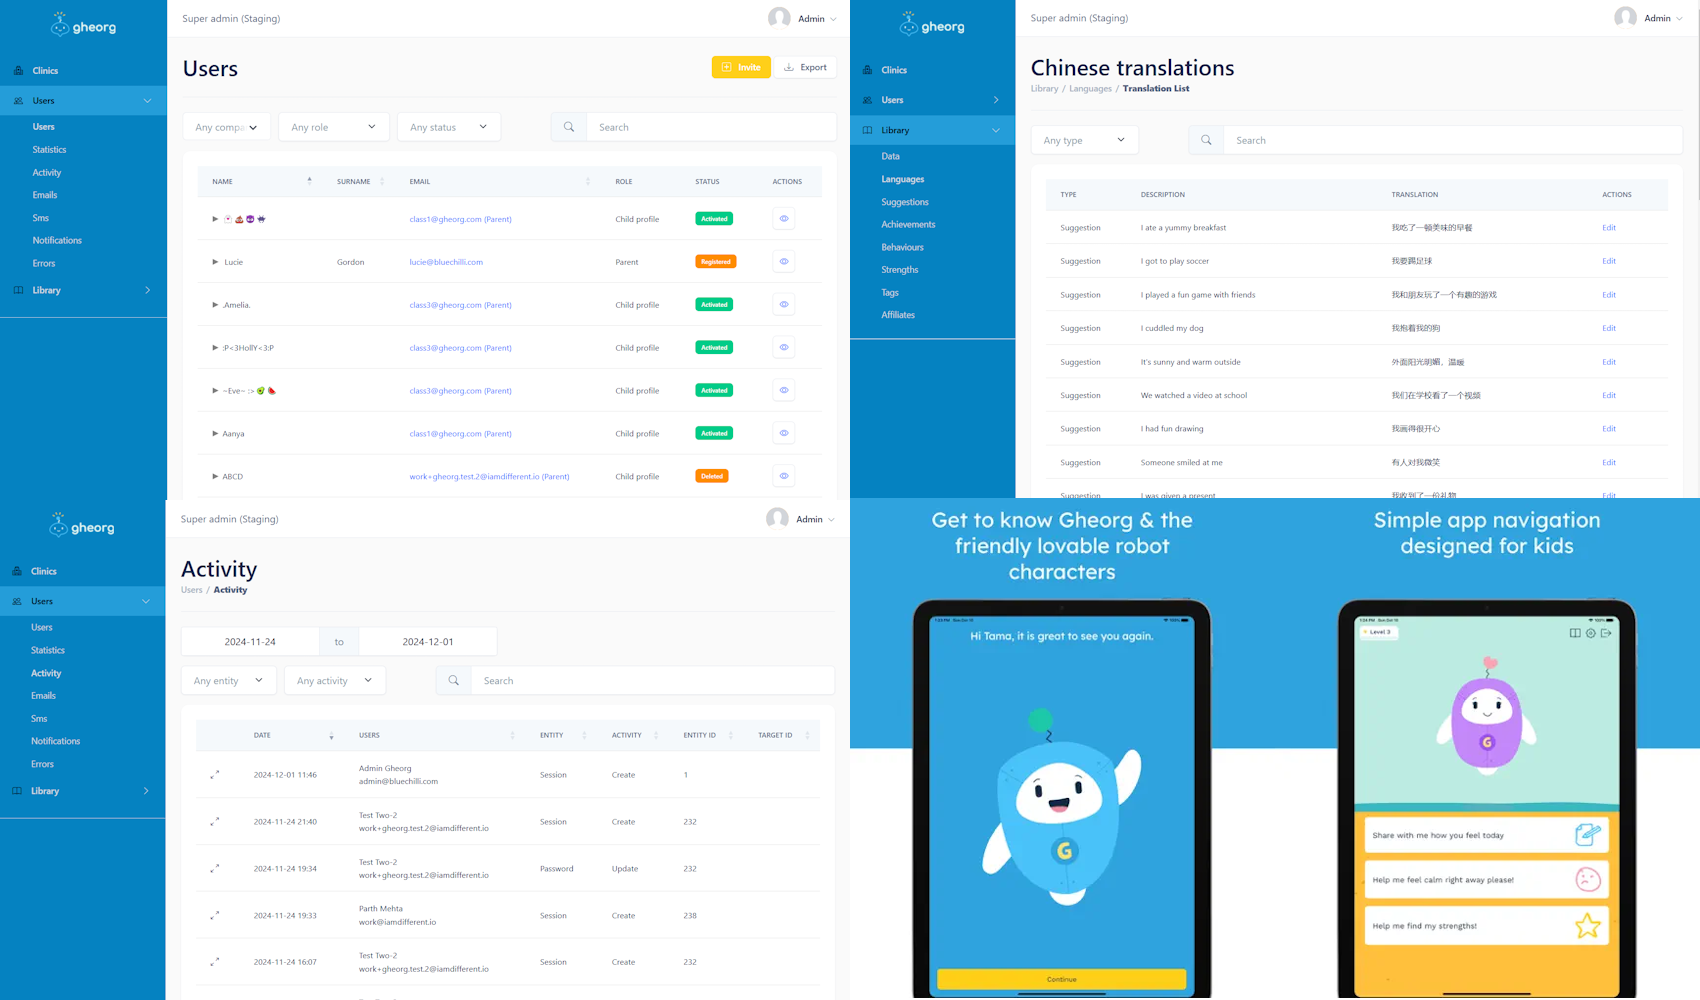 gheorg
Super admin (Staging)
Admin
Clinics
Users
Users
Statistics
Activity
Emails
Sms
Notifications
Errors
Library
Users
Invite
Export
Any compa
Any role
Any status
Search
NAME SURNAME EMAIL ROLE STATUS ACTIONS
class1@gheorg.com (Parent) Child profile Activated
Lucie Gordon lucie@bluechilli.com Parent Registered
.Amelia. class3@gheorg.com (Parent) Child profile Activated
:P<3HollY<3:P class3@gheorg.com (Parent) Child profile Activated
~Eve~ :> 🥑 🍉 class3@gheorg.com (Parent) Child profile Activated
Aanya class1@gheorg.com (Parent) Child profile Activated
ABCD work+gheorg.test.2@iamdifferent.io (Parent) Child profile Deleted
gheorg
Super admin (Staging)
Admin
Clinics
Users
Library
Data
Languages
Suggestions
Achievements
Behaviours
Strengths
Tags
Affiliates
Chinese translations
Library / Languages / Translation List
Any type
Search
TYPE DESCRIPTION TRANSLATION ACTIONS
Suggestion I ate a yummy breakfast 我吃了一顿美味的早餐 Edit
Suggestion I got to play soccer 我要踢足球 Edit
Suggestion I played a fun game with friends 我和朋友玩了一个有趣的游戏 Edit
Suggestion I cuddled my dog 我抱着我的狗 Edit
Suggestion It's sunny and warm outside 外面阳光明媚，温暖 Edit
Suggestion We watched a video at school 我们在学校看了一个视频 Edit
Suggestion I had fun drawing 我画得很开心 Edit
Suggestion Someone smiled at me 有人对我微笑 Edit
Suggestion I was given a present 我收到了一份礼物 Edit
gheorg
Super admin (Staging)
Admin
Clinics
Users
Users
Statistics
Activity
Emails
Sms
Notifications
Errors
Library
Activity
Users / Activity
2024-11-24 to 2024-12-01
Any entity
Any activity
Search
DATE USERS ENTITY ACTIVITY ENTITY ID TARGET ID
2024-12-01 11:46 Admin Gheorg Session Create 1
admin@bluechilli.com
2024-11-24 21:40 Test Two-2 Session Create 232
work+gheorg.test.2@iamdifferent.io
2024-11-24 19:34 Test Two-2 Password Update 232
work+gheorg.test.2@iamdifferent.io
2024-11-24 19:33 Parth Mehta Session Create 238
work@iamdifferent.io
2024-11-24 16:07 Test Two-2 Session Create 232
work+gheorg.test.2@iamdifferent.io
Get to know Gheorg & the
friendly lovable robot
characters
Hi Tama, it is great to see you again.
G
Continue
Simple app navigation
designed for kids
Level 3
G
Share with me how you feel today
Help me feel calm right away please!
Help me find my strengths!